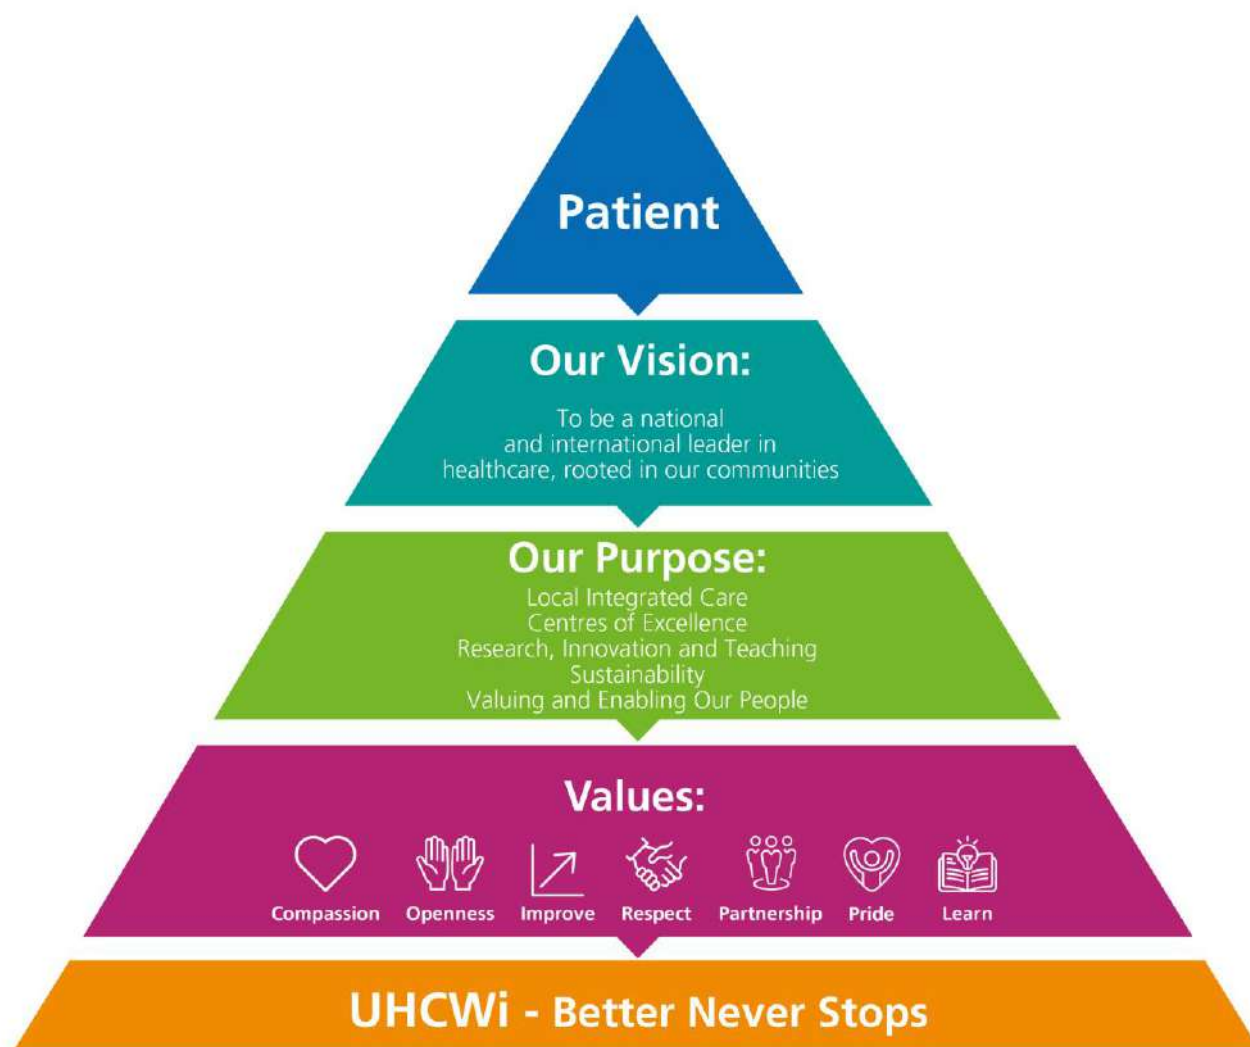 Patient
Our Vision:
To be a national
and international leader in
healthcare, rooted in our communities
Our Purpose:
Local Integrated Care
Centres of Excellence
Research, Innovation and Teaching
Sustainability
Valuing and Enabling Our People
Values:
Compassion Openness Improve Respect Partnership Pride Learn
UHCWi - Better Never Stops